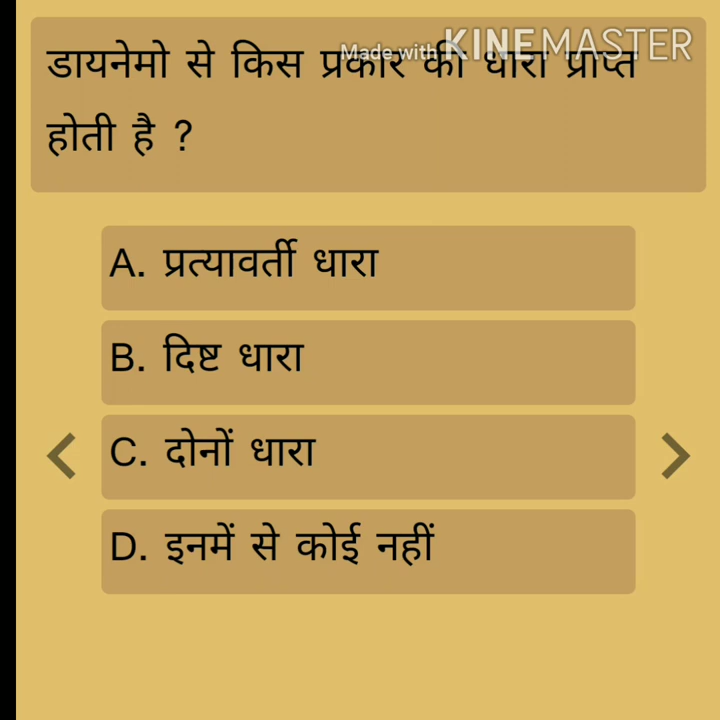 Made with KINEMASTER
डायनेमो से किस प्रकार की धारा प्राप्त
होती है ?
A. प्रत्यावर्ती धारा
B. दिष्ट धारा
C. दोनों धारा
D. इनमें से कोई नहीं